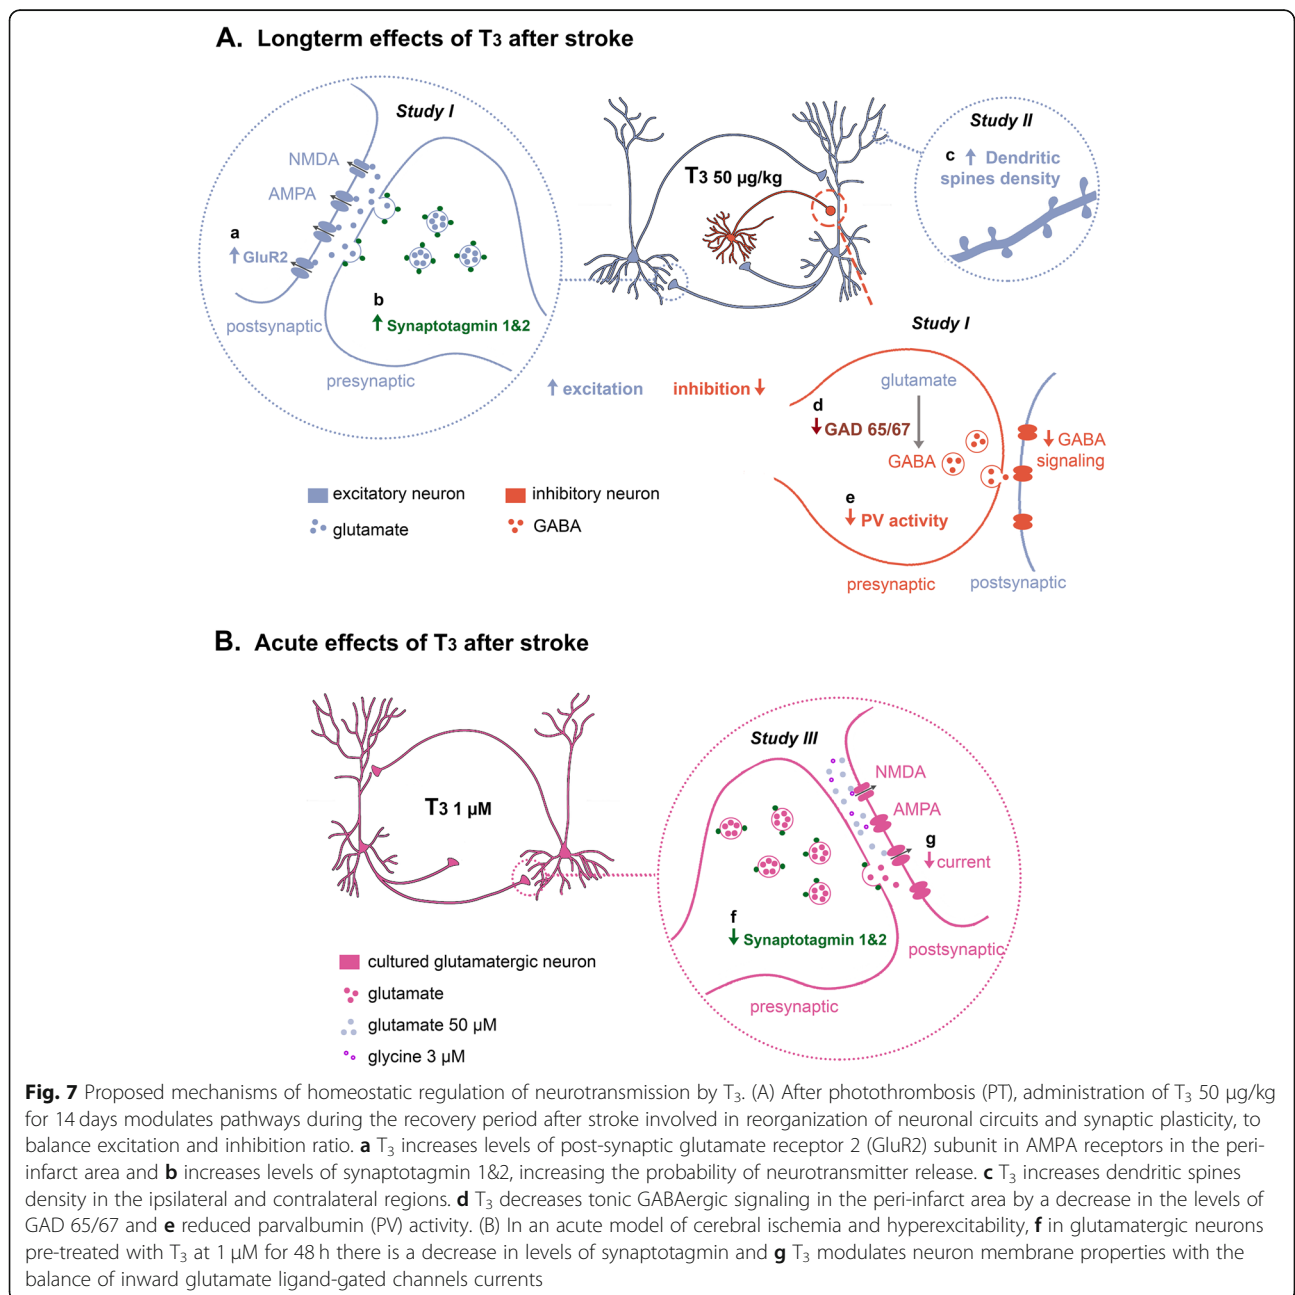 A. Longterm effects of T3 after stroke
Study I
NMDA
AMPA
a
↑ GluR2
b
↑ Synaptotagmin 1&2
postsynaptic
presynaptic
T3 50 µg/kg
Study II
c ↑ Dendritic
spines density
↑ excitation inhibition ↓
Study I
glutamate
d
↓ GAD 65/67
GABA
↓ GABA
signaling
e
↓ PV activity
presynaptic
postsynaptic
excitatory neuron
inhibitory neuron
glutamate
GABA
B. Acute effects of T3 after stroke
T3 1 µM
Study III
NMDA
AMPA
g
↓ current
f
↓ Synaptotagmin 1&2
postsynaptic
presynaptic
cultured glutamatergic neuron
glutamate
glutamate 50 µM
glycine 3 µM
Fig. 7 Proposed mechanisms of homeostatic regulation of neurotransmission by T3. (A) After photothrombosis (PT), administration of T3 50 µg/kg
for 14 days modulates pathways during the recovery period after stroke involved in reorganization of neuronal circuits and synaptic plasticity, to
balance excitation and inhibition ratio. a T3 increases levels of post-synaptic glutamate receptor 2 (GluR2) subunit in AMPA receptors in the peri-
infarct area and b increases levels of synaptotagmin 1&2, increasing the probability of neurotransmitter release. c T3 increases dendritic spines
density in the ipsilateral and contralateral regions. d T3 decreases tonic GABAergic signaling in the peri-infarct area by a decrease in the levels of
GAD 65/67 and e reduced parvalbumin (PV) activity. (B) In an acute model of cerebral ischemia and hyperexcitability, f in glutamatergic neurons
pre-treated with T3 at 1 µM for 48 h there is a decrease in levels of synaptotagmin and g T3 modulates neuron membrane properties with the
balance of inward glutamate ligand-gated channels currents